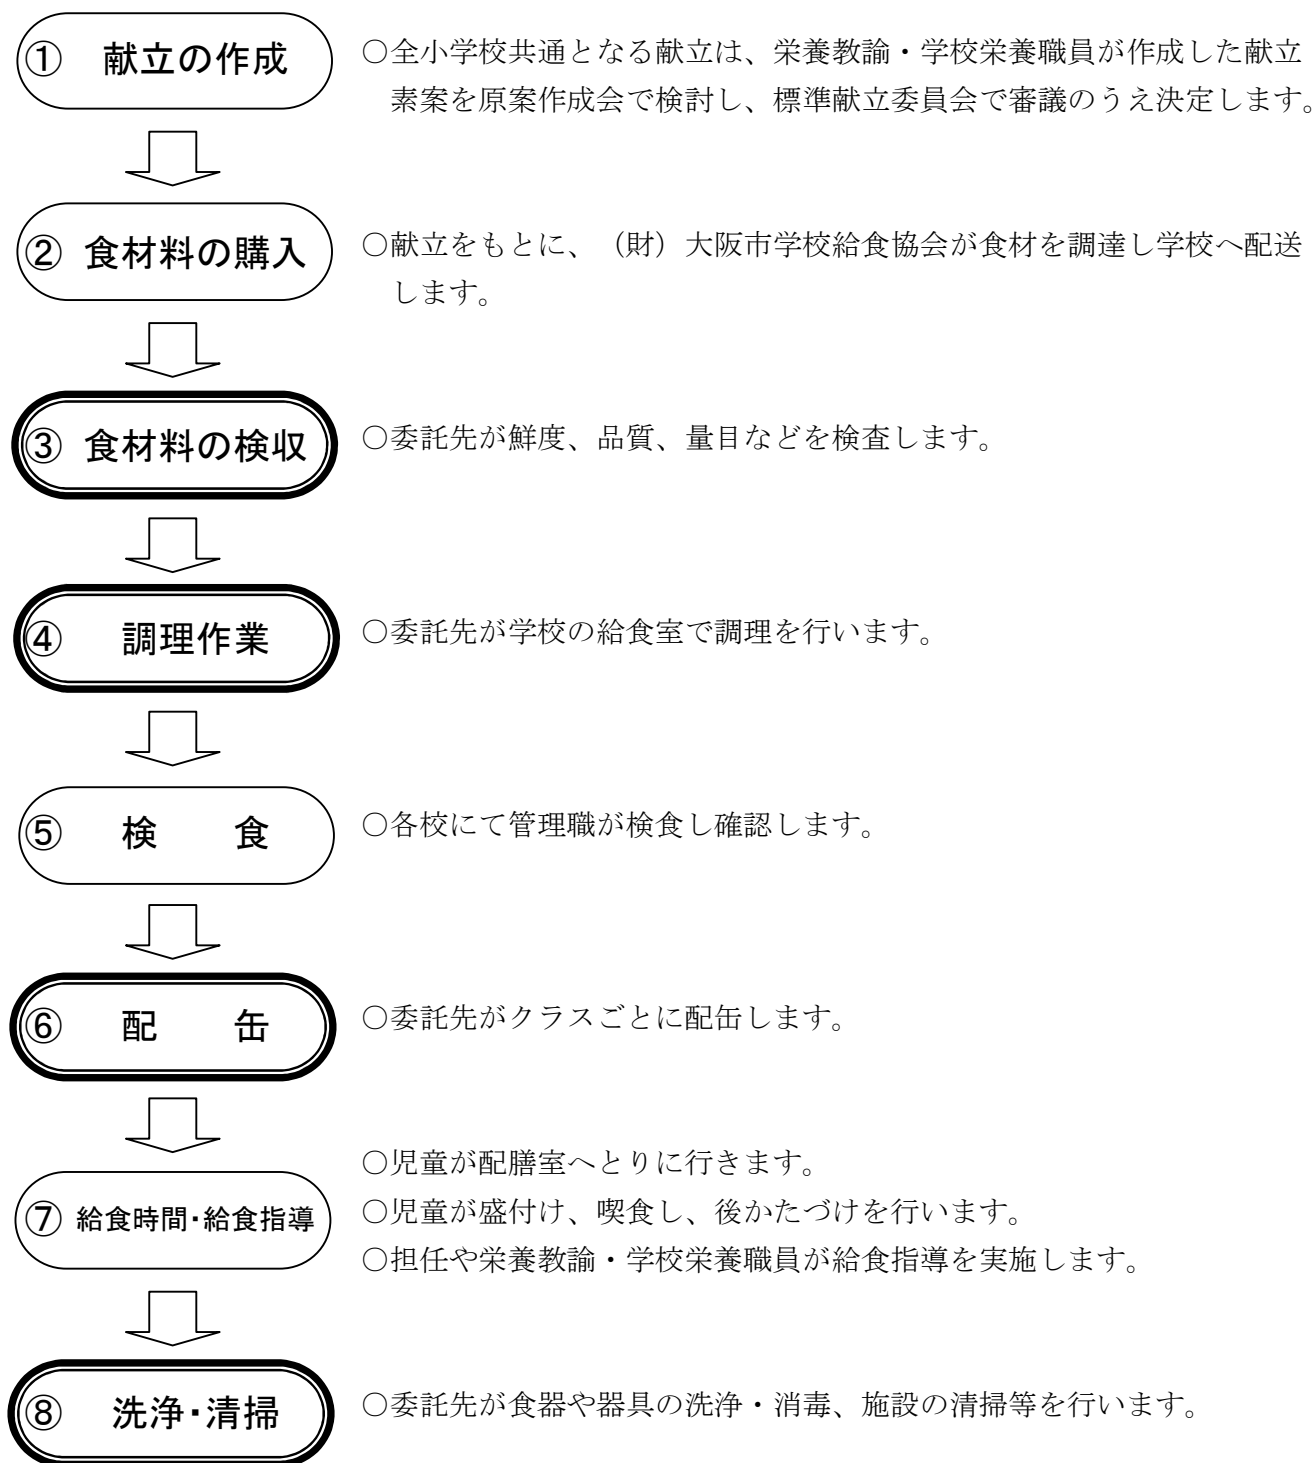 ① 献立の作成
○全小学校共通となる献立は、栄養教諭・学校栄養職員が作成した献立
素案を原案作成会で検討し、標準献立委員会で審議のうえ決定します。
② 食材料の購入
○献立をもとに、（財）大阪市学校給食協会が食材を調達し学校へ配送
します。
③ 食材料の検収
○委託先が鮮度、品質、量目などを検査します。
④ 調理作業
○委託先が学校の給食室で調理を行います。
⑤ 検　　食
○各校にて管理職が検食し確認します。
⑥ 配　　缶
○委託先がクラスごとに配缶します。
⑦ 給食時間・給食指導
○児童が配膳室へとりに行きます。
○児童が盛付け、喫食し、後かたづけを行います。
○担任や栄養教諭・学校栄養職員が給食指導を実施します。
⑧ 洗浄・清掃
○委託先が食器や器具の洗浄・消毒、施設の清掃等を行います。